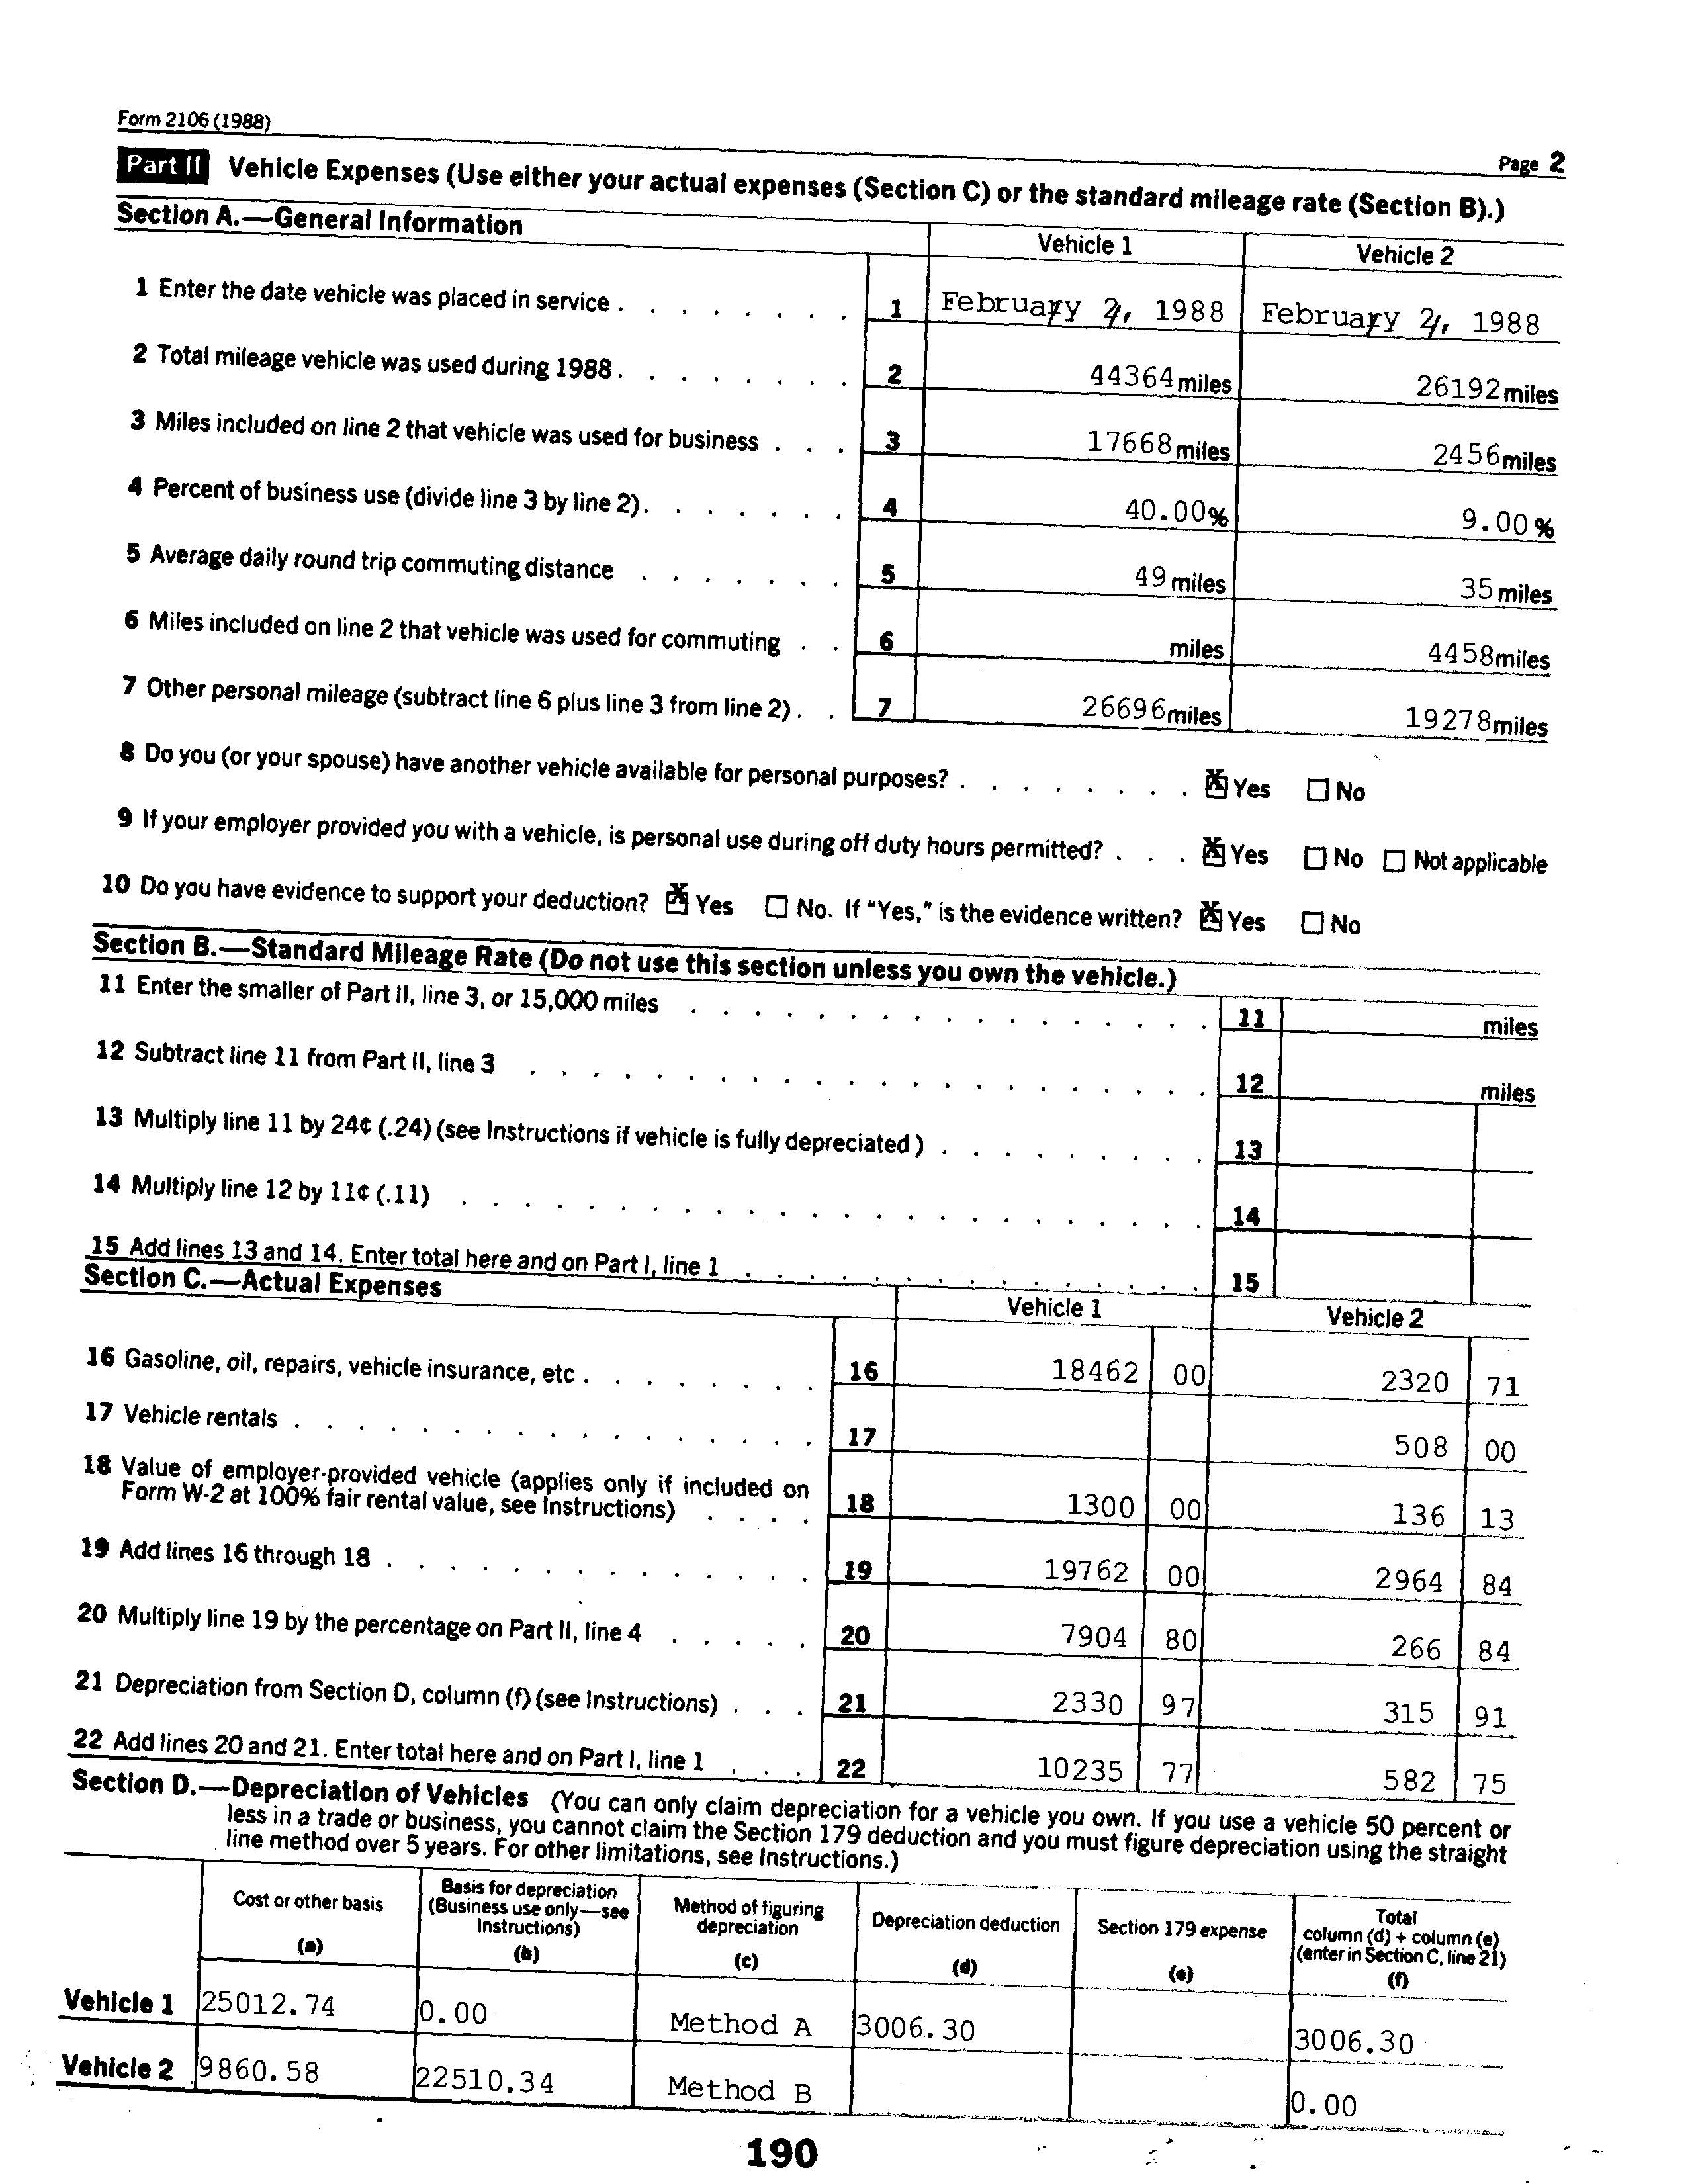 Form 2106 (1988)
Page 2
Part II Vehicle Expenses (Use either your actual expenses (Section C) or the standard mileage rate (Section B).)
Section A.—General Information
Vehicle 1 Vehicle 2
1 Enter the date vehicle was placed in service . . . . . . . . 1 February 2, 1988 February 2, 1988
2 Total mileage vehicle was used during 1988 . . . . . . . . 2 44364 miles 26192 miles
3 Miles included on line 2 that vehicle was used for business . . . 3 17668 miles 2456 miles
4 Percent of business use (divide line 3 by line 2) . . . . . . . 4 40.00% 9.00 %
5 Average daily round trip commuting distance . . . . . . . 5 49 miles 35 miles
6 Miles included on line 2 that vehicle was used for commuting . . 6 miles 4458 miles
7 Other personal mileage (subtract line 6 plus line 3 from line 2) . . 7 26696 miles 19278 miles
8 Do you (or your spouse) have another vehicle available for personal purposes? . . . . . . . . X Yes ☐ No
9 If your employer provided you with a vehicle, is personal use during off duty hours permitted? . . . X Yes ☐ No ☐ Not applicable
10 Do you have evidence to support your deduction? X Yes ☐ No. If "Yes," is the evidence written? X Yes ☐ No
Section B.—Standard Mileage Rate (Do not use this section unless you own the vehicle.)
11 Enter the smaller of Part II, line 3, or 15,000 miles . . . . . . . . . . . . . . . . . 11 miles
12 Subtract line 11 from Part II, line 3 . . . . . . . . . . . . . . . . . . . . . . 12 miles
13 Multiply line 11 by 24¢ (.24) (see Instructions if vehicle is fully depreciated ) . . . . . . . . . 13
14 Multiply line 12 by 11¢ (.11) . . . . . . . . . . . . . . . . . . . . . . . . 14
15 Add lines 13 and 14. Enter total here and on Part I, line 1 . . . . . . . . . . . . . . . 15
Section C.—Actual Expenses
Vehicle 1 Vehicle 2
16 Gasoline, oil, repairs, vehicle insurance, etc . . . . . . . . 16 18462 00 2320 71
17 Vehicle rentals . . . . . . . . . . . . . . . . . 17 508 00
18 Value of employer-provided vehicle (applies only if included on
Form W-2 at 100% fair rental value, see Instructions) . . . . 18 1300 00 136 13
19 Add lines 16 through 18 . . . . . . . . . . . . . . 19 19762 00 2964 84
20 Multiply line 19 by the percentage on Part II, line 4 . . . . . 20 7904 80 266 84
21 Depreciation from Section D, column (f) (see Instructions) . . . 21 2330 97 315 91
22 Add lines 20 and 21. Enter total here and on Part I, line 1 . . . 22 10235 77 582 75
Section D.—Depreciation of Vehicles (You can only claim depreciation for a vehicle you own. If you use a vehicle 50 percent or
less in a trade or business, you cannot claim the Section 179 deduction and you must figure depreciation using the straight
line method over 5 years. For other limitations, see Instructions.)
Cost or other basis (a)
Basis for depreciation (Business use only—see Instructions) (b)
Method of figuring depreciation (c)
Depreciation deduction (d)
Section 179 expense (e)
Total column (d) + column (e) (enter in Section C, line 21) (f)
Vehicle 1 25012.74 0.00 Method A 3006.30 3006.30
Vehicle 2 9860.58 22510.34 Method B 0.00
190